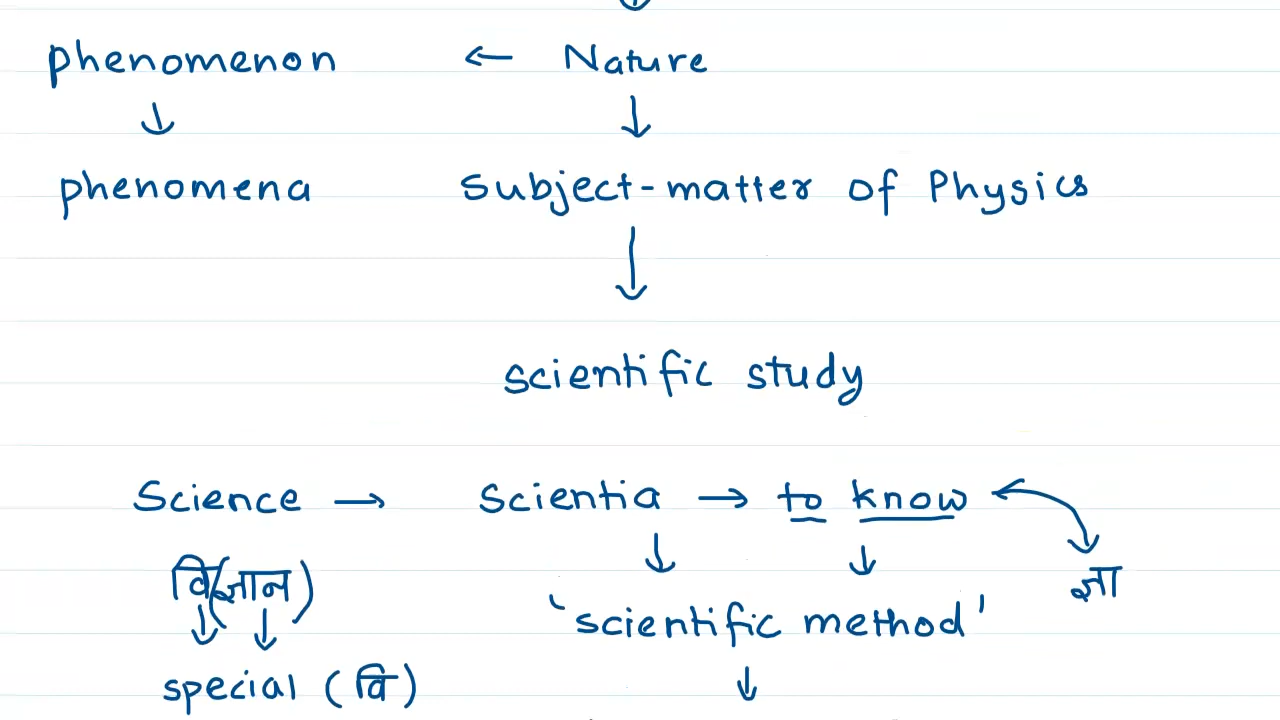 phenomenon ← Nature
↓ ↓
phenomena Subject-matter of Physics
↓
scientific study
Science → Scientia → to know
↓ ↓
वि(ज्ञान) ज्ञा
'scientific method'
↓ ↓
special (वि) ↓